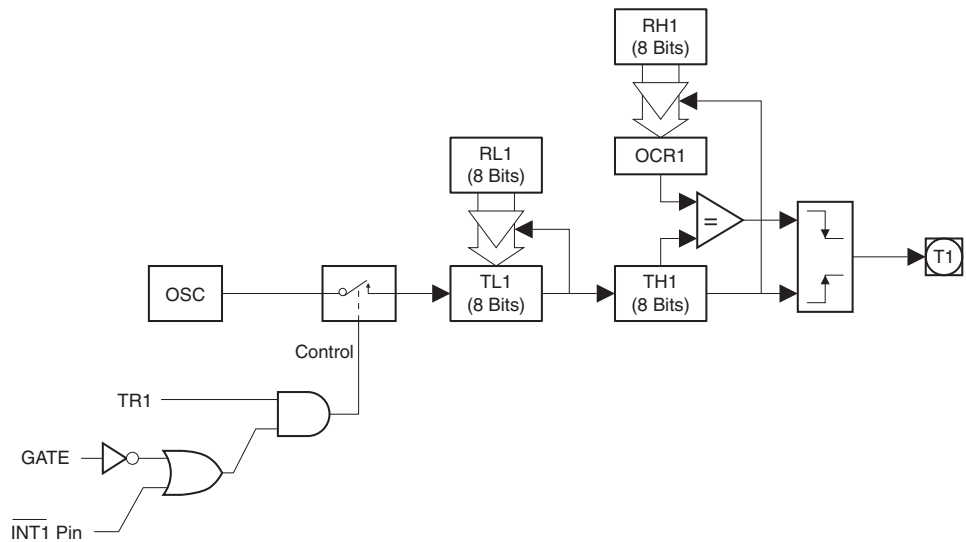 RH1
(8 Bits)
RL1
(8 Bits)
OCR1
=
OSC
TL1
(8 Bits)
TH1
(8 Bits)
T1
Control
TR1
GATE
INT1 Pin